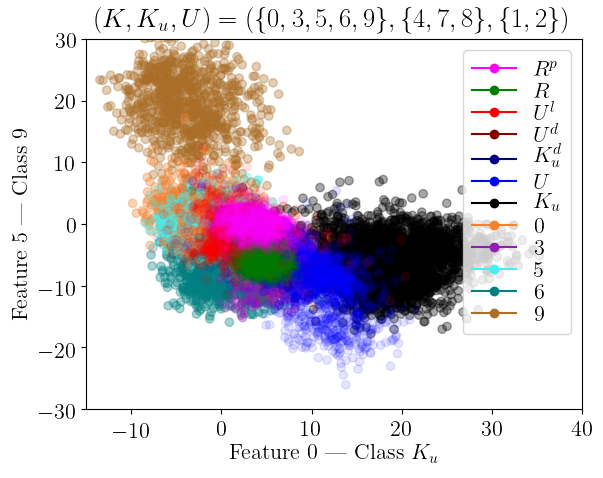 (K, K_u, U) = ({0, 3, 5, 6, 9}, {4, 7, 8}, {1, 2})
30
20
10
0
−10
−20
−30
Feature 5 — Class 9
R^p
R
U^l
U^d
K_u^d
U
K_u
0
3
5
6
9
−10
0
10
20
30
40
Feature 0 — Class K_u